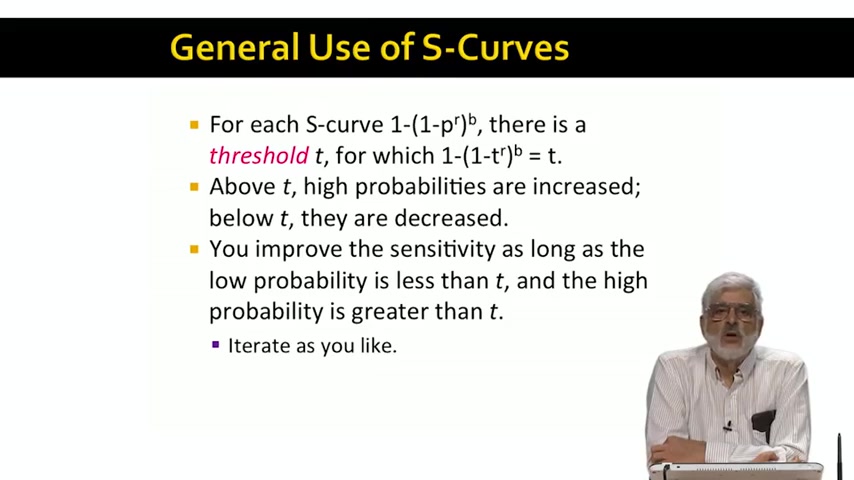 General Use of S-Curves
For each S-curve 1-(1-pʳ)ᵇ, there is a
threshold t, for which 1-(1-tʳ)ᵇ = t.
Above t, high probabilities are increased;
below t, they are decreased.
You improve the sensitivity as long as the
low probability is less than t, and the high
probability is greater than t.
Iterate as you like.